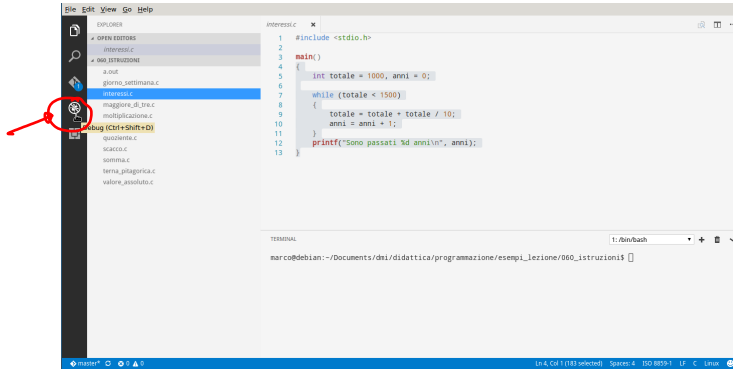 File Edit View Go Help
EXPLORER
OPEN EDITORS
interessi.c
060_ISTRUZIONI
a.out
giorno_settimana.c
interessi.c
maggiore_di_tre.c
moltiplicazione.c
Debug (Ctrl+Shift+D)
quoziente.c
scacco.c
somma.c
terna_pitagorica.c
valore_assoluto.c
interessi.c ×
1 #include <stdio.h>
2
3 main()
4 {
5 int totale = 1000, anni = 0;
6
7 while (totale < 1500)
8 {
9 totale = totale + totale / 10;
10 anni = anni + 1;
11 }
12 printf("Sono passati %d anni\n", anni);
13 }
TERMINAL
1: /bin/bash
marco@debian:~/Documents/dmi/didattica/programmazione/esempi_lezione/060_istruzioni$
master* 0 0
Ln 4, Col 1 (183 selected) Spaces: 4 ISO 8859-1 LF C Linux